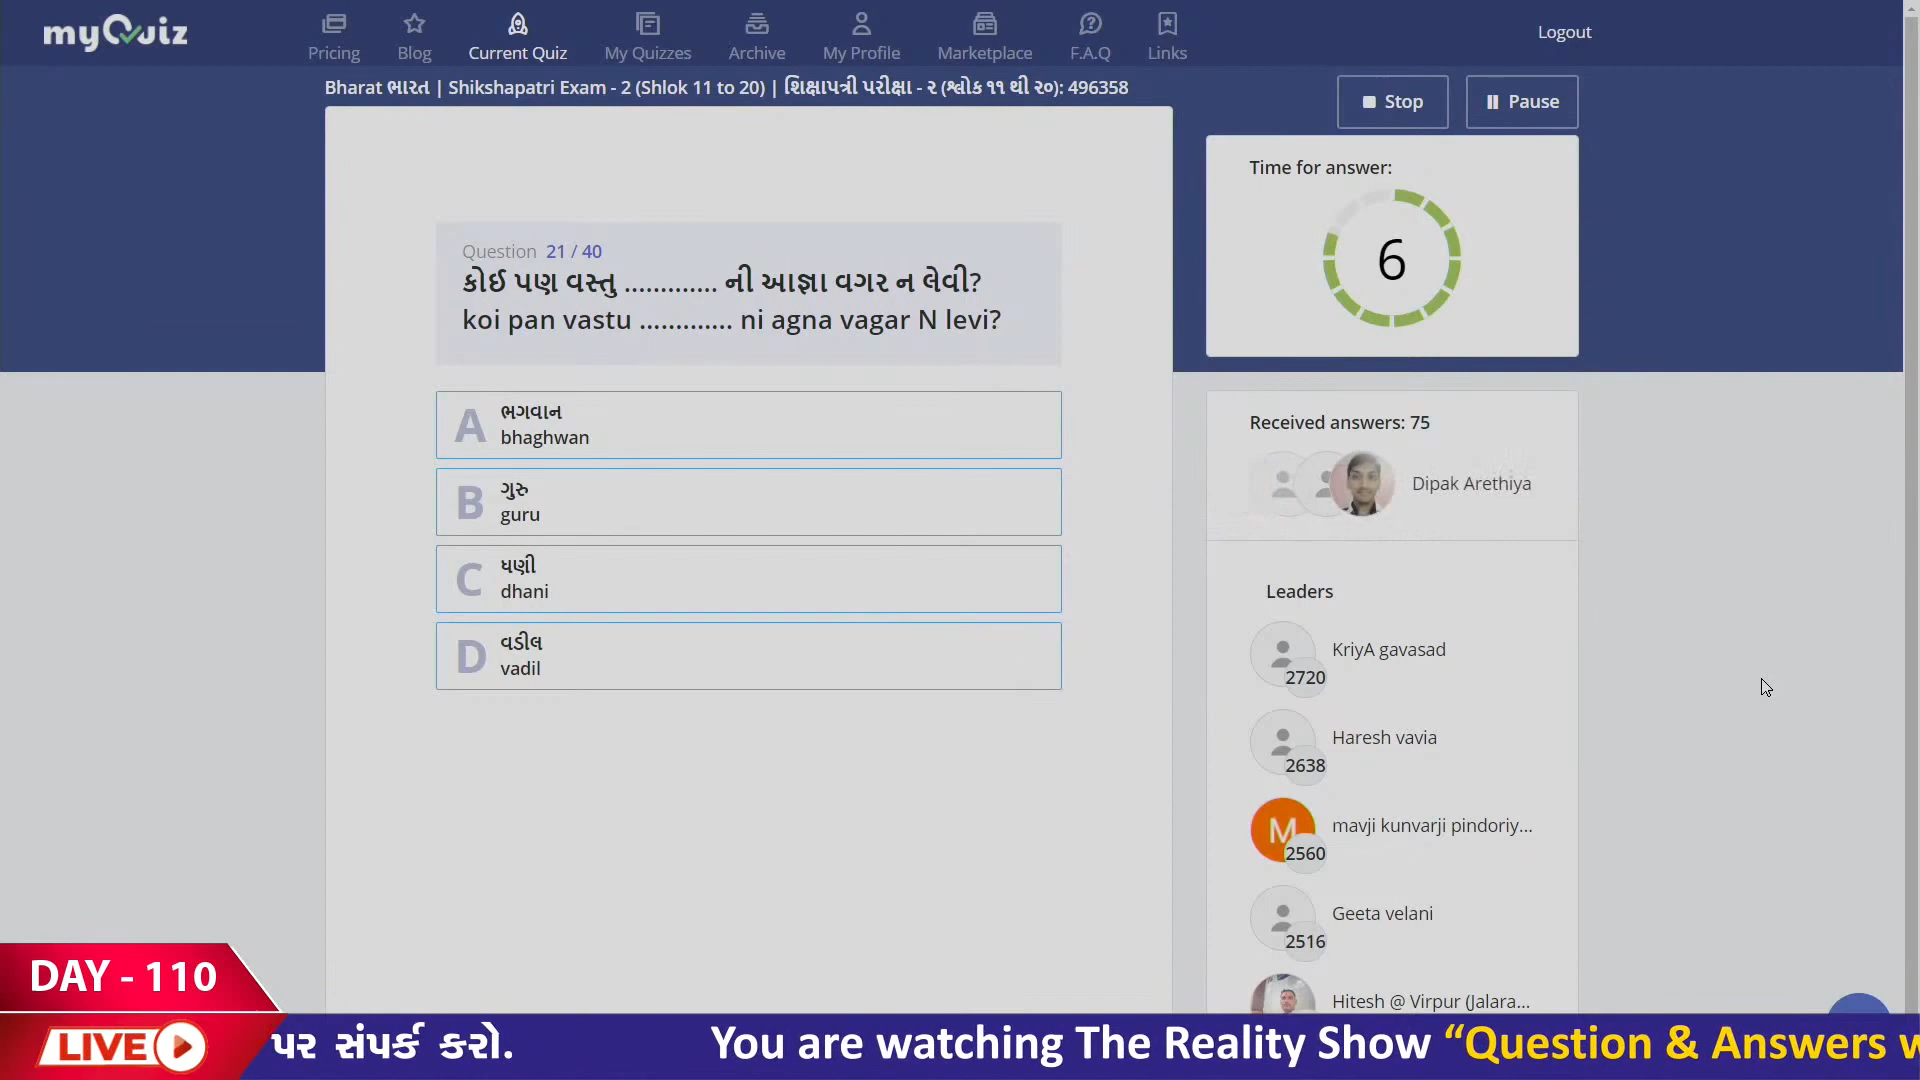 myQuiz
Pricing
Blog
Current Quiz
My Quizzes
Archive
My Profile
Marketplace
F.A.Q
Links
Logout
Bharat ભારત | Shikshapatri Exam - 2 (Shlok 11 to 20) | શિક્ષાપત્રી પરીક્ષા - ૨ (શ્લોક ૧૧ થી ૨૦): 496358
Stop
Pause
Time for answer:
6
Question 21 / 40
કોઈ પણ વસ્તુ ............. ની આજ્ઞા વગર ન લેવી?
koi pan vastu ............. ni agna vagar N levi?
A
ભગવાન
bhaghwan
B
ગુરુ
guru
C
ધણી
dhani
D
વડીલ
vadil
Received answers: 75
Dipak Arethiya
Leaders
KriyA gavasad
2720
Haresh vavia
2638
M
mavji kunvarji pindoriy...
2560
Geeta velani
2516
Hitesh @ Virpur (Jalara...
DAY - 110
LIVE
પર સંપર્ક કરો. You are watching The Reality Show “Question & Answers w